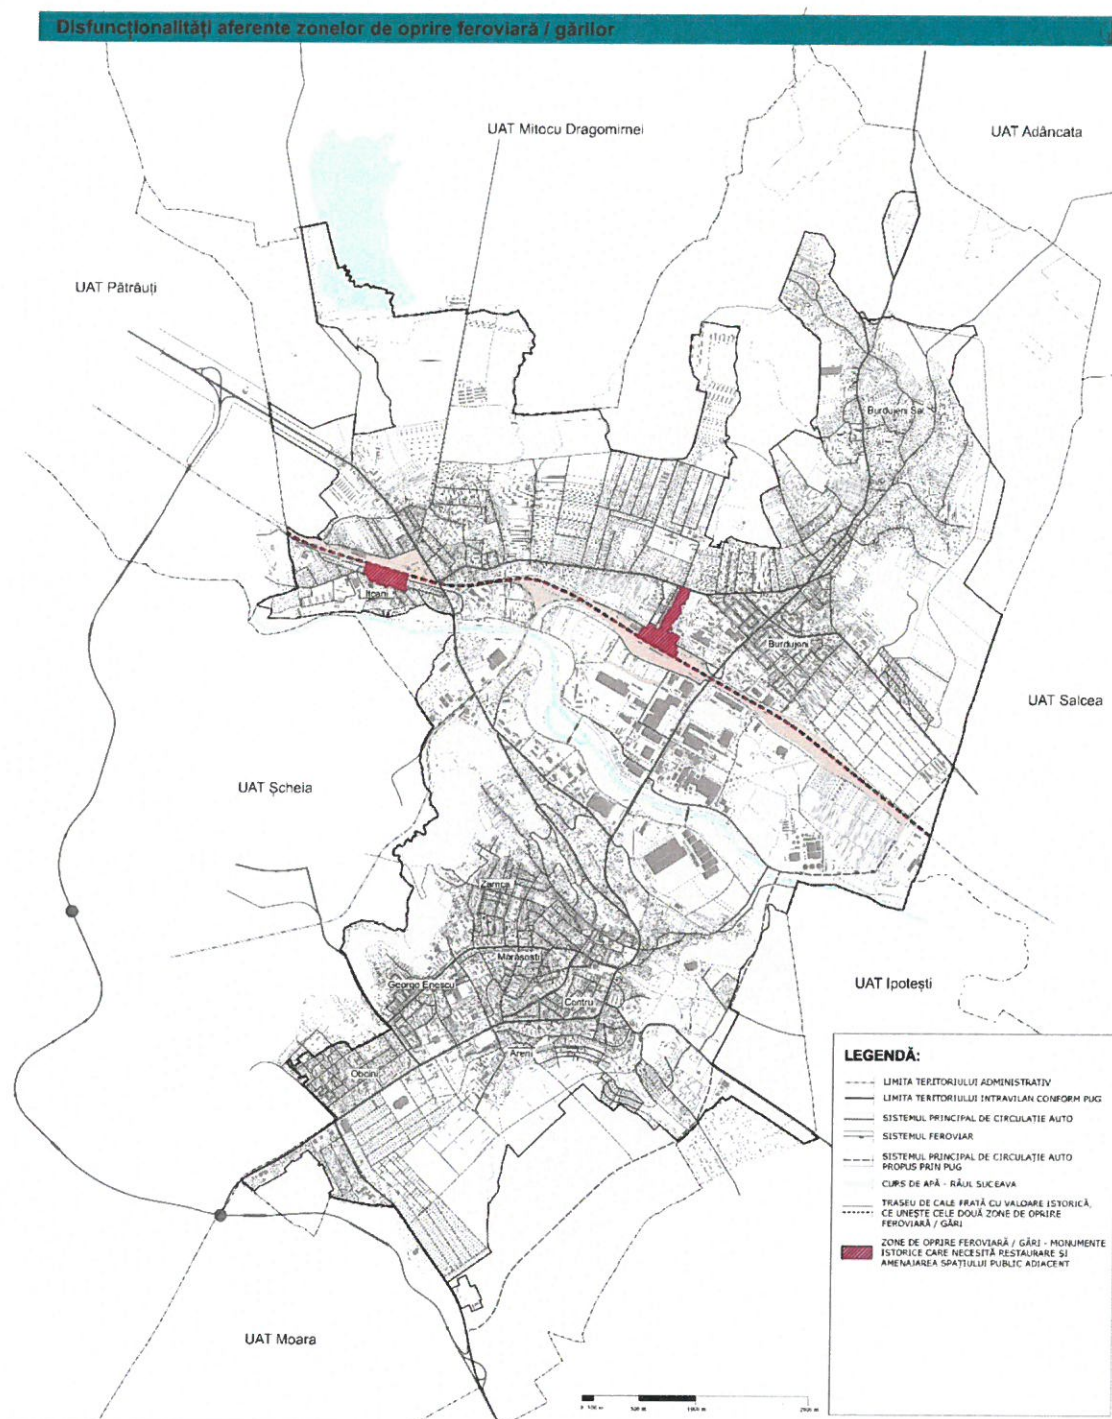 Disfuncționalități aferente zonelor de oprire feroviară / gărilor
UAT Mitocu Dragomirnei
UAT Adâncata
UAT Pătrăuți
Burdujeni Sat
Ițcani
Burdujeni
UAT Salcea
UAT Șcheia
Zamca
Mărășești
George Enescu
Centru
UAT Ipotești
Areni
Obcini
UAT Moara
LEGENDĂ:
LIMITA TERITORIULUI ADMINISTRATIV
LIMITA TERITORIULUI INTRAVILAN CONFORM PUG
SISTEMUL PRINCIPAL DE CIRCULAȚIE AUTO
SISTEMUL FEROVIAR
SISTEMUL PRINCIPAL DE CIRCULAȚIE AUTO
PROPUS PRIN PUG
CURS DE APĂ - RÂUL SUCEAVA
TRASEU DE CALE FRATĂ CU VALOARE ISTORICĂ,
CE UNEȘTE CELE DOUĂ ZONE DE OPRIRE
FEROVIARĂ / GĂRI
ZONE DE OPRIRE FEROVIARĂ / GĂRI - MONUMENTE
ISTORICE CARE NECESITĂ RESTAURARE ȘI
AMENAJAREA SPAȚIULUI PUBLIC ADIACENT